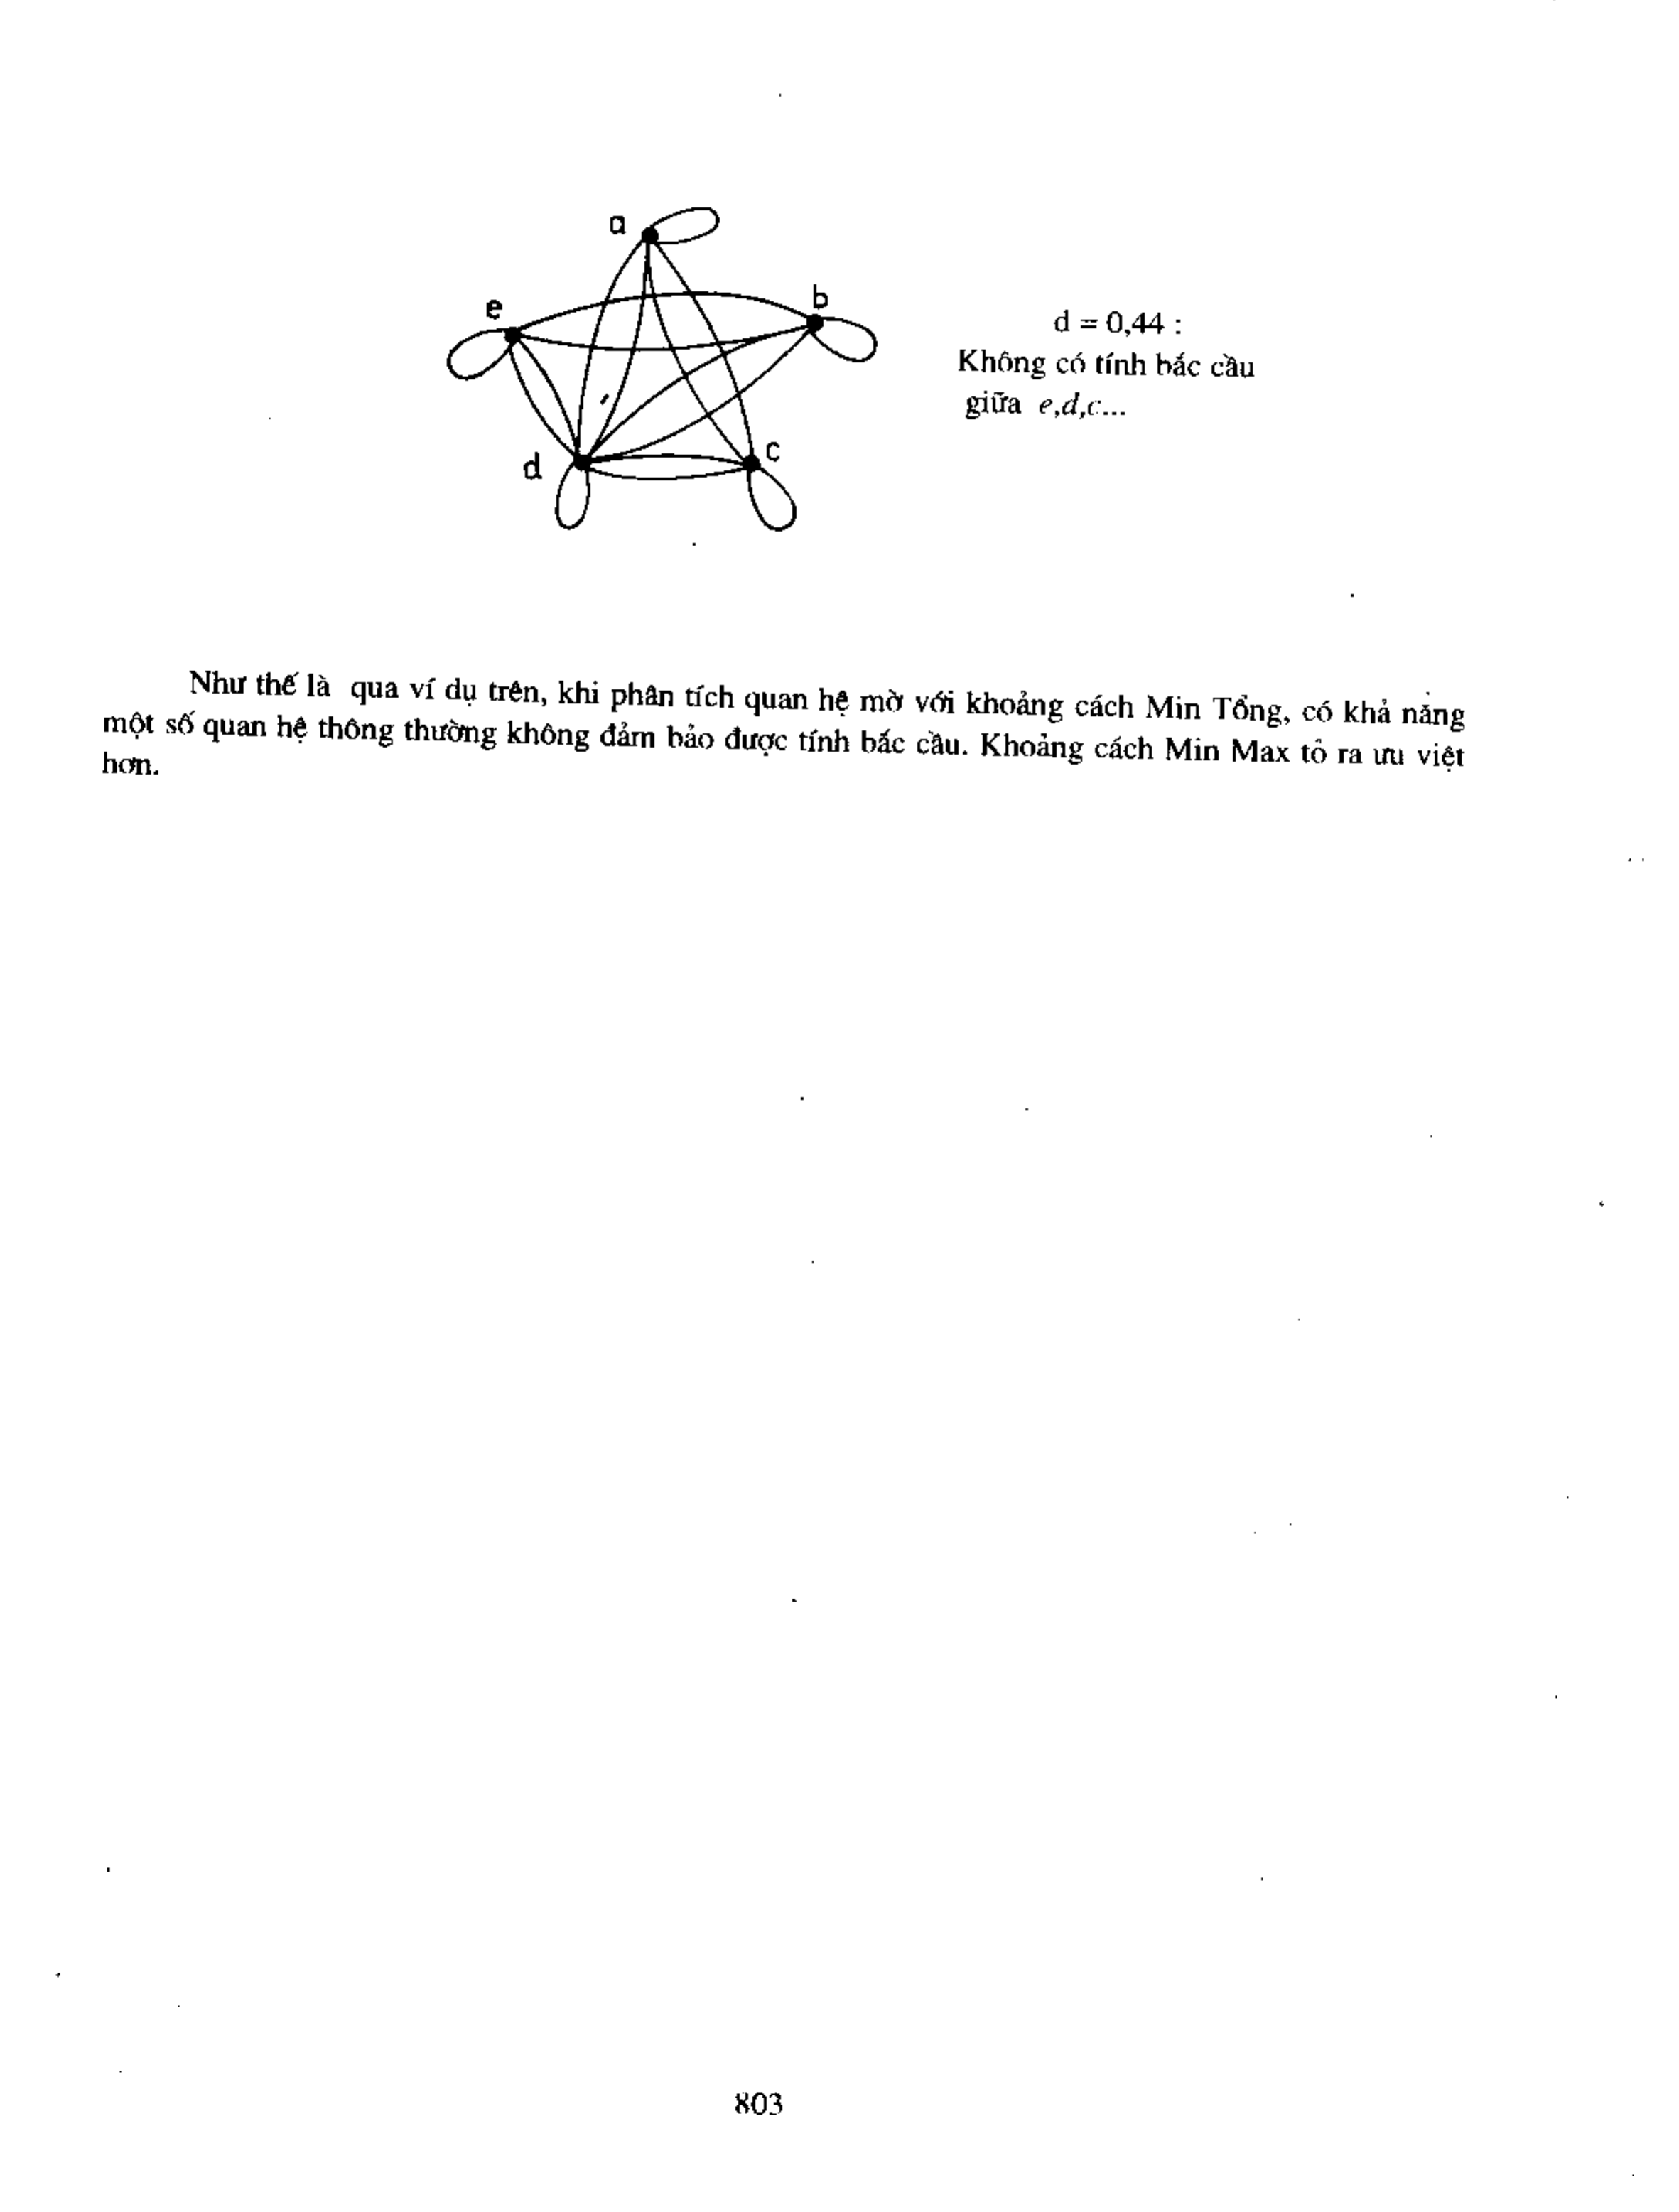 a
b
e
d = 0,44 :
Không có tính bắc cầu
giữa e,d,c...
c
d
Như thế là qua ví dụ trên, khi phân tích quan hệ mờ với khoảng cách Min Tổng, có khả năng
một số quan hệ thông thường không đảm bảo được tính bắc cầu. Khoảng cách Min Max tỏ ra ưu việt
hơn.
803